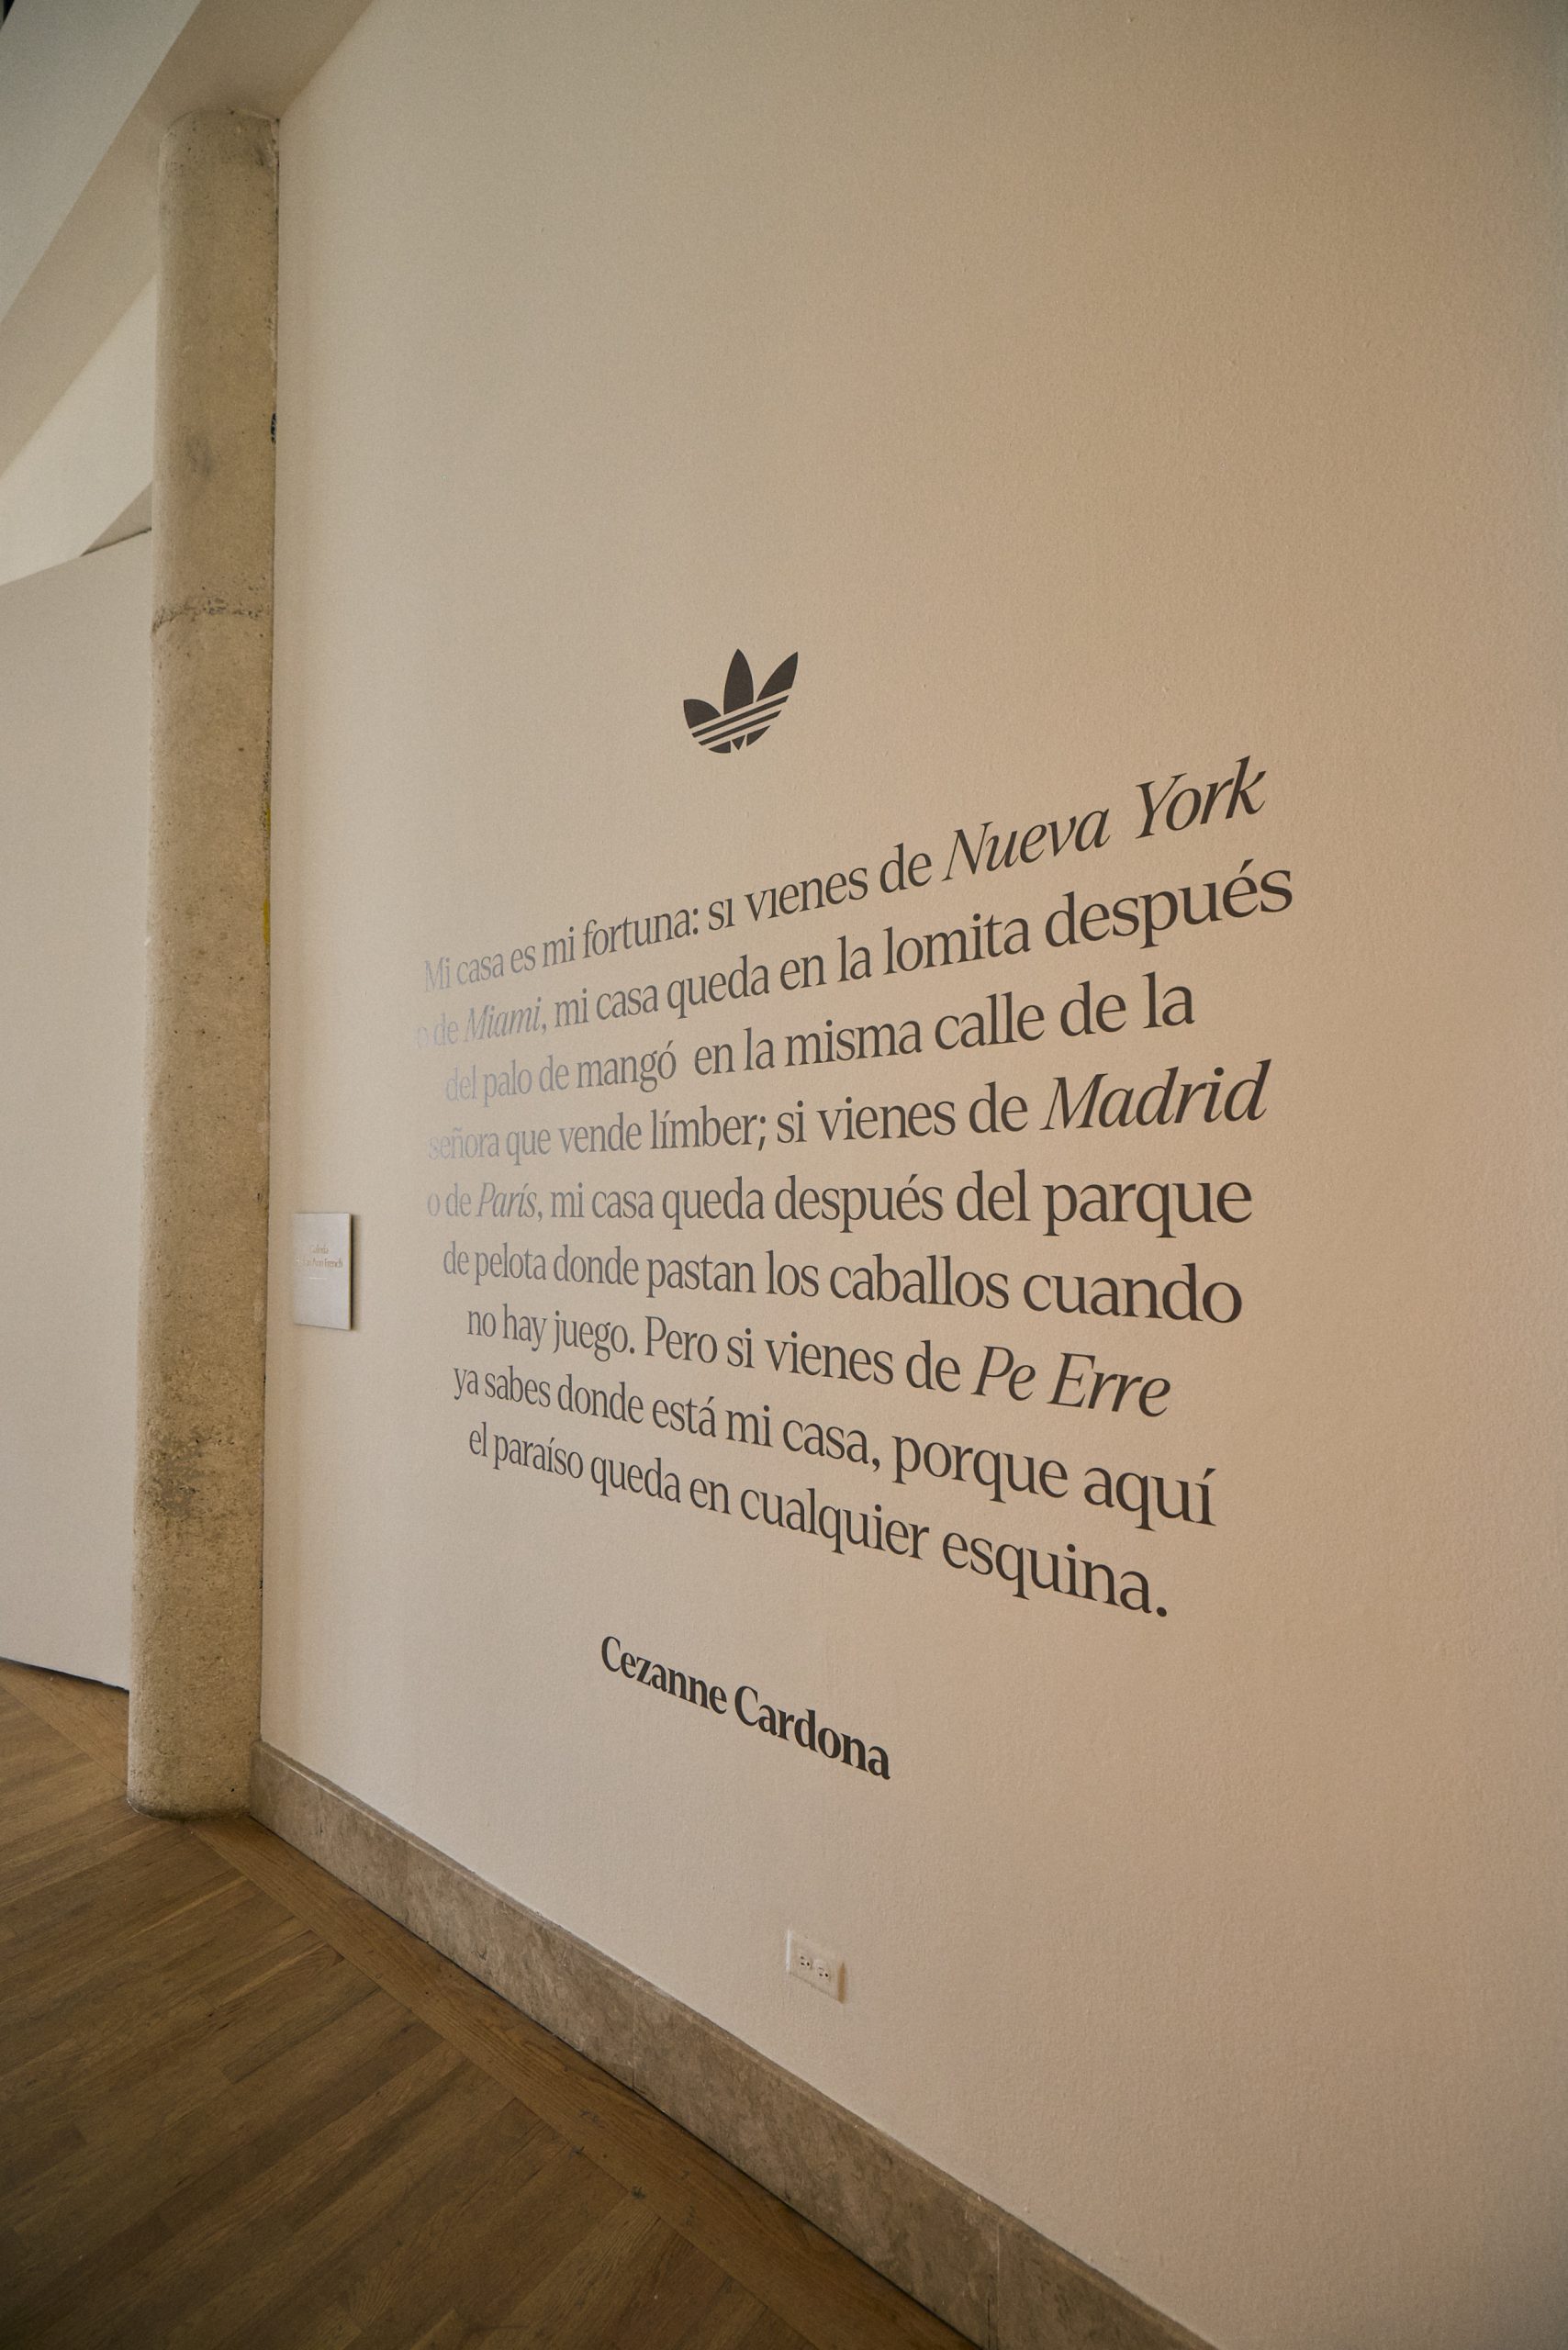 Mi casa es mi fortuna: si vienes de Nueva York
o de Miami, mi casa queda en la lomita después
del palo de mangó en la misma calle de la
señora que vende límber; si vienes de Madrid
o de París, mi casa queda después del parque
de pelota donde pastan los caballos cuando
no hay juego. Pero si vienes de Pe Erre
ya sabes donde está mi casa, porque aquí
el paraíso queda en cualquier esquina.
Cezanne Cardona